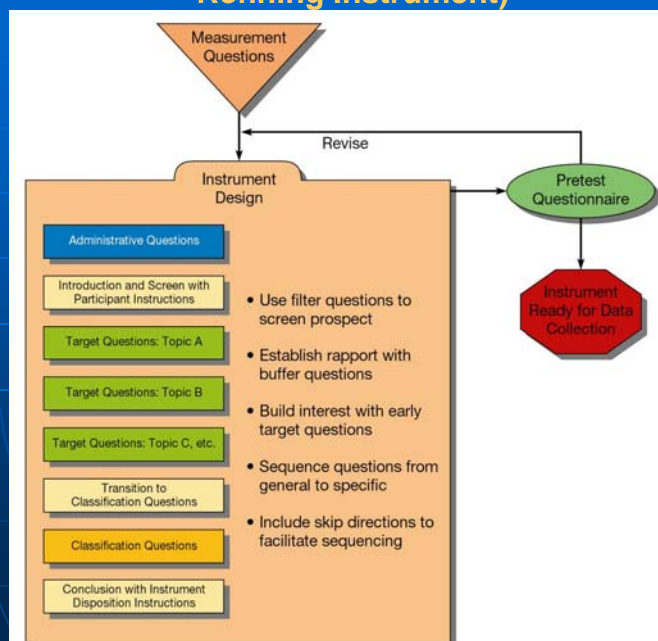 Refining Instrument)
Measurement
Questions
Revise
Instrument
Design
Pretest
Questionnaire
Administrative Questions
Introduction and Screen with
Participant Instructions
Target Questions: Topic A
Target Questions: Topic B
Target Questions: Topic C, etc.
Transition to
Classification Questions
Classification Questions
Conclusion with Instrument
Disposition Instructions
• Use filter questions to
screen prospect
• Establish rapport with
buffer questions
• Build interest with early
target questions
• Sequence questions from
general to specific
• Include skip directions to
facilitate sequencing
Instrument
Ready for Data
Collection